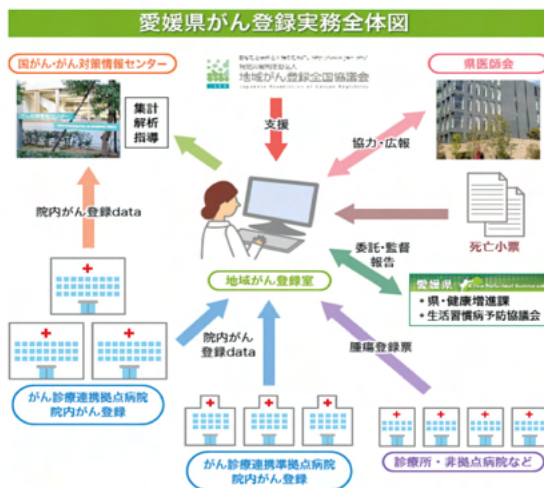 愛媛県がん登録実務全体図
国がん・がん対策情報センター
地域がん登録全国協議会
県医師会
集計
解析
指導
支援
協力・広報
院内がん登録data
死亡小票
委託・監督
報告
地域がん登録室
愛媛県
・県・健康増進課
・生活習慣病予防協議会
院内がん
登録data
腫瘍登録票
がん診療連携拠点病院
院内がん登録
がん診療連携準拠点病院
院内がん登録
診療所・非拠点病院など